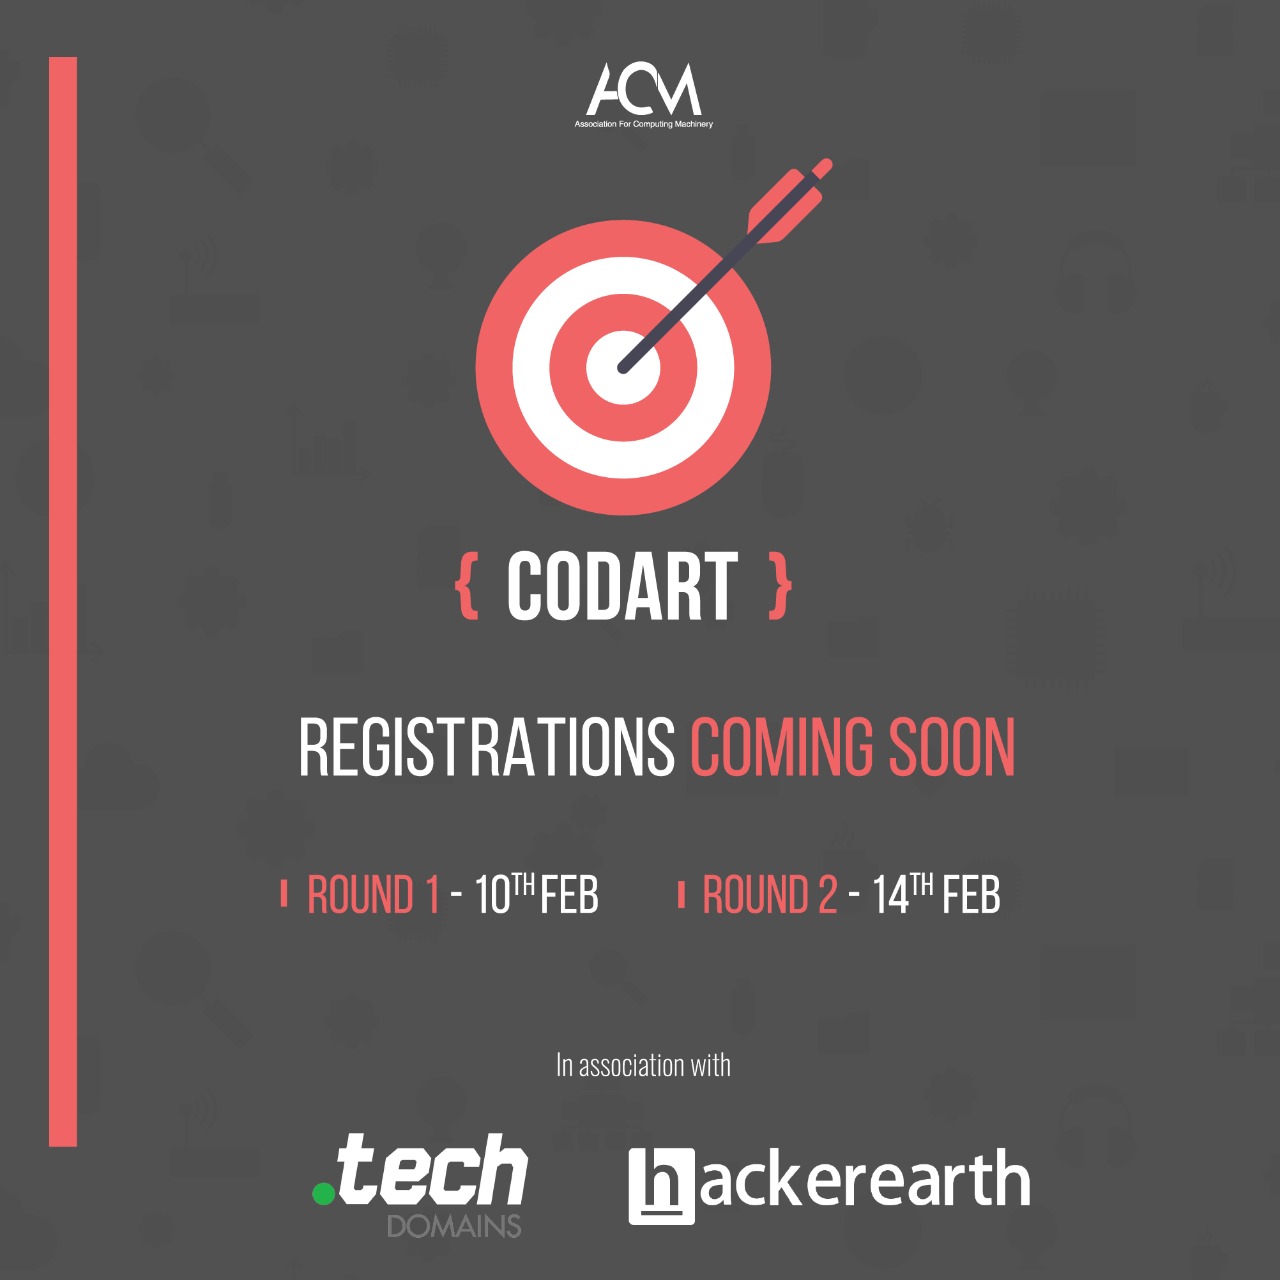 ACM
Association For Computing Machinery
{ CODART }
REGISTRATIONS COMING SOON
ROUND 1 - 10TH FEB
ROUND 2 - 14TH FEB
In association with
.tech
DOMAINS
hackerearth